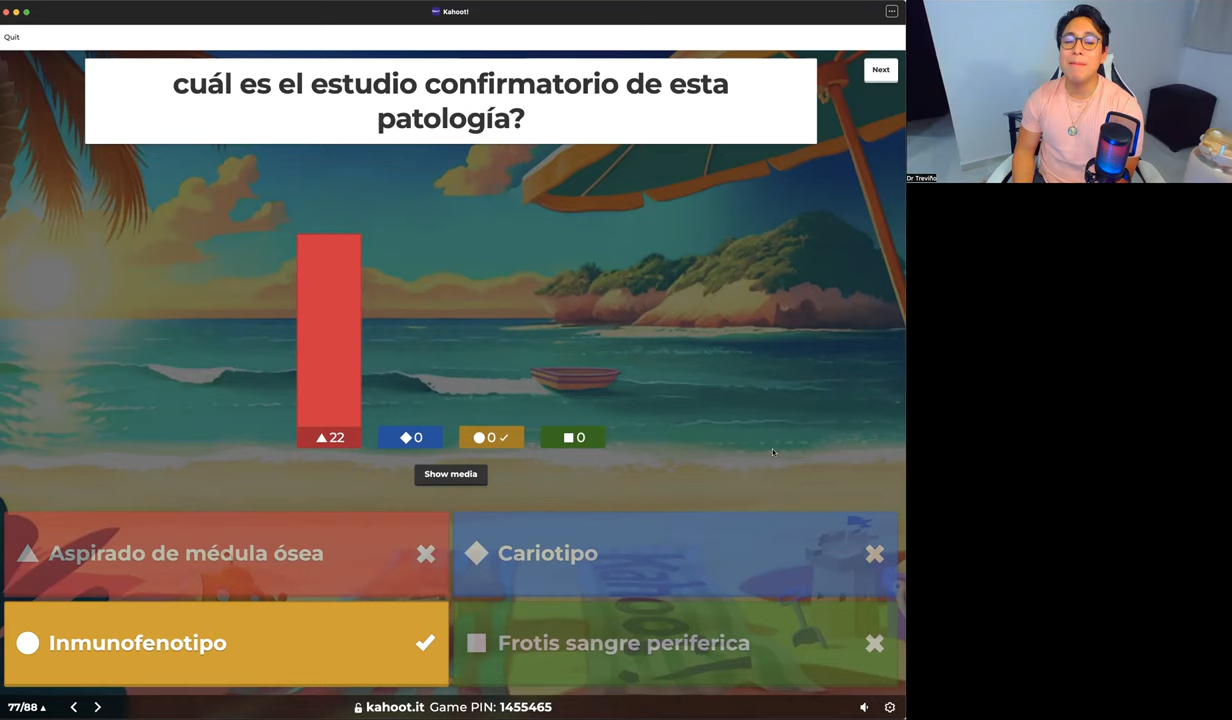 Kahoot!
Quit
cuál es el estudio confirmatorio de esta
patología?
Next
Dr Treviño
22
0
0
0
Show media
Aspirado de médula ósea
Cariotipo
Inmunofenotipo
Frotis sangre periferica
77/88
kahoot.it Game PIN: 1455465